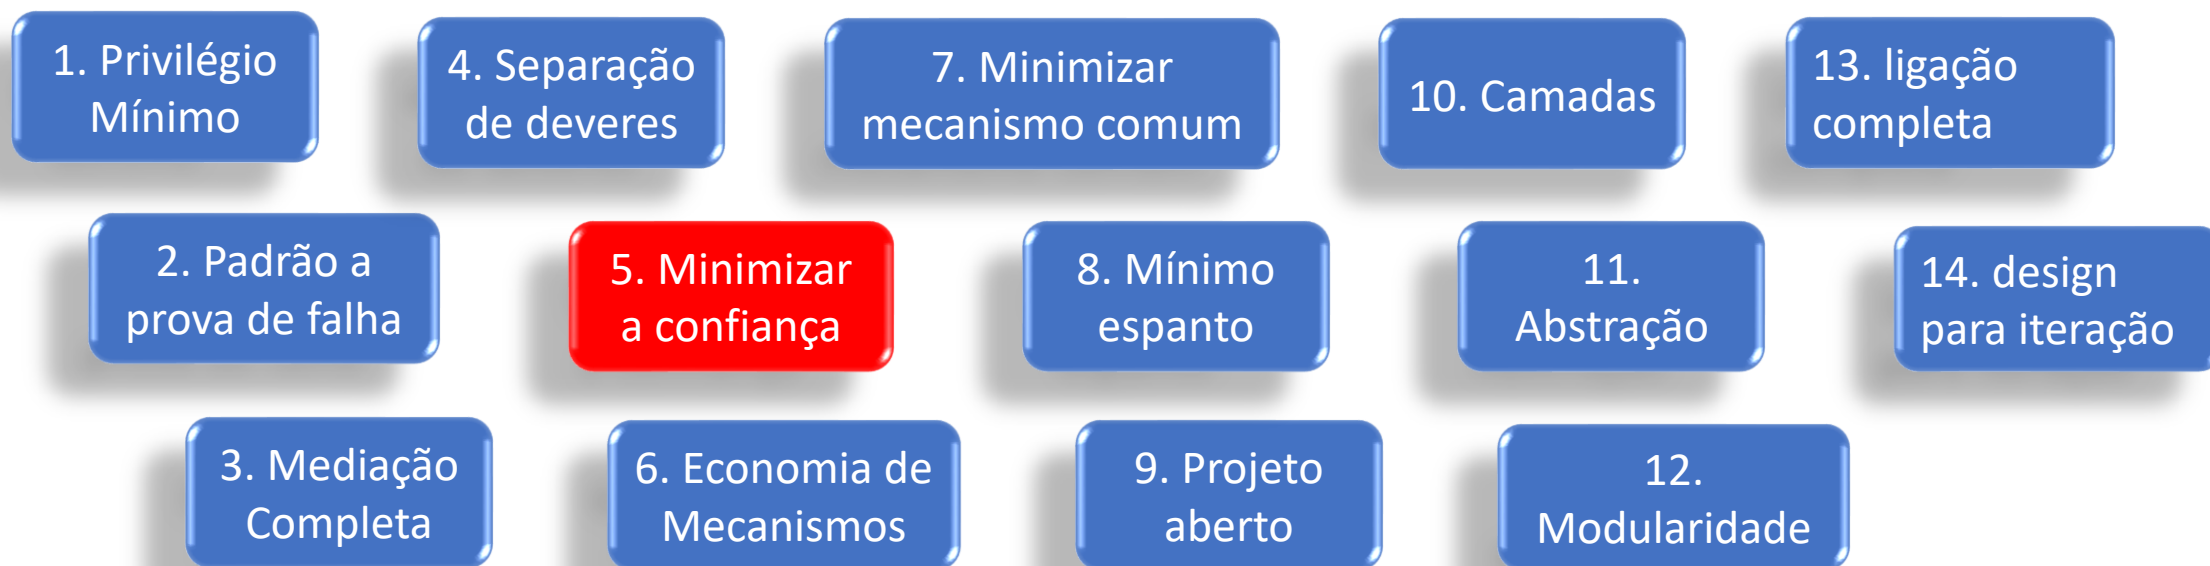 1. Privilégio
Mínimo
2. Padrão a
prova de falha
3. Mediação
Completa
4. Separação
de deveres
5. Minimizar
a confiança
6. Economia de
Mecanismos
7. Minimizar
mecanismo comum
8. Mínimo
espanto
9. Projeto
aberto
10. Camadas
11.
Abstração
12.
Modularidade
13. ligação
completa
14. design
para iteração